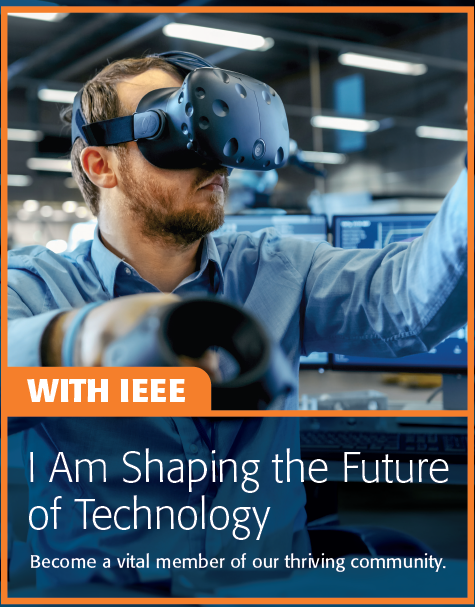 WITH IEEE
I Am Shaping the Future
of Technology
Become a vital member of our thriving community.